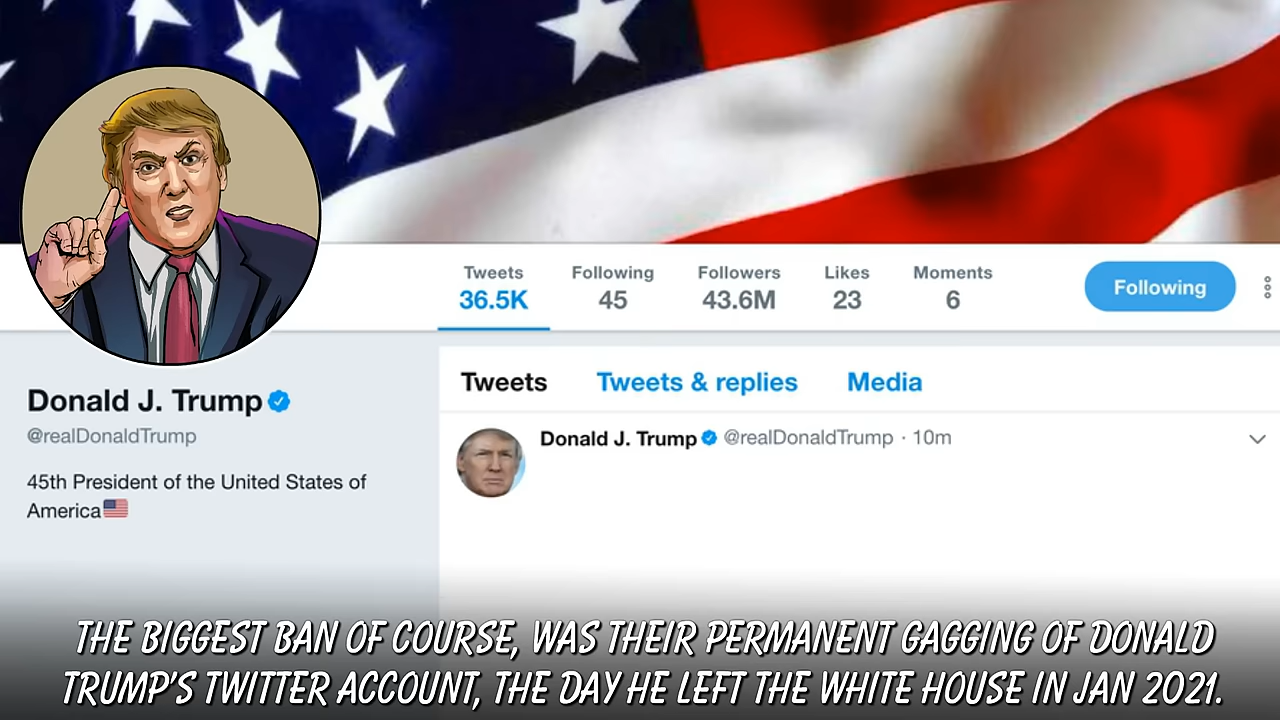 Tweets Following Followers Likes Moments
36.5K 45 43.6M 23 6
Following
Donald J. Trump
@realDonaldTrump
45th President of the United States of
America
Tweets Tweets & replies Media
Donald J. Trump @realDonaldTrump · 10m
THE BIGGEST BAN OF COURSE, WAS THEIR PERMANENT GAGGING OF DONALD
TRUMP'S TWITTER ACCOUNT, THE DAY HE LEFT THE WHITE HOUSE IN JAN 2021.